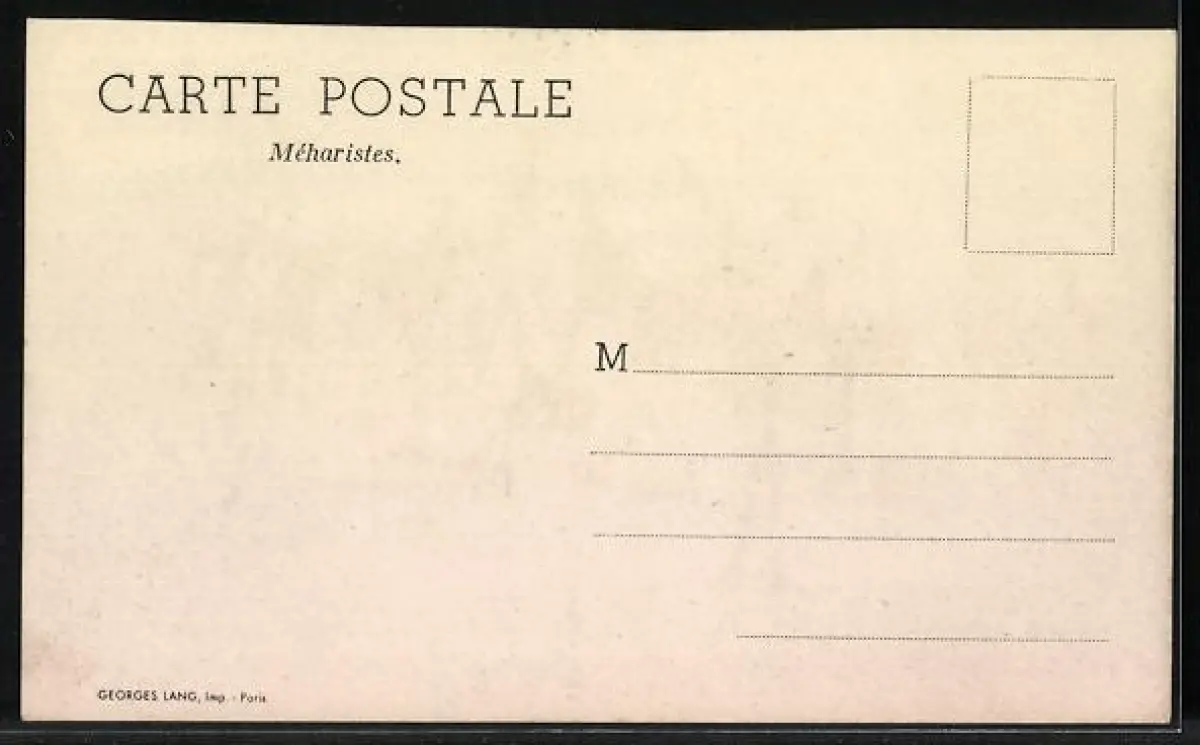 CARTE POSTALE
Méharistes.
M
GEORGES LANG, Imp. - Paris